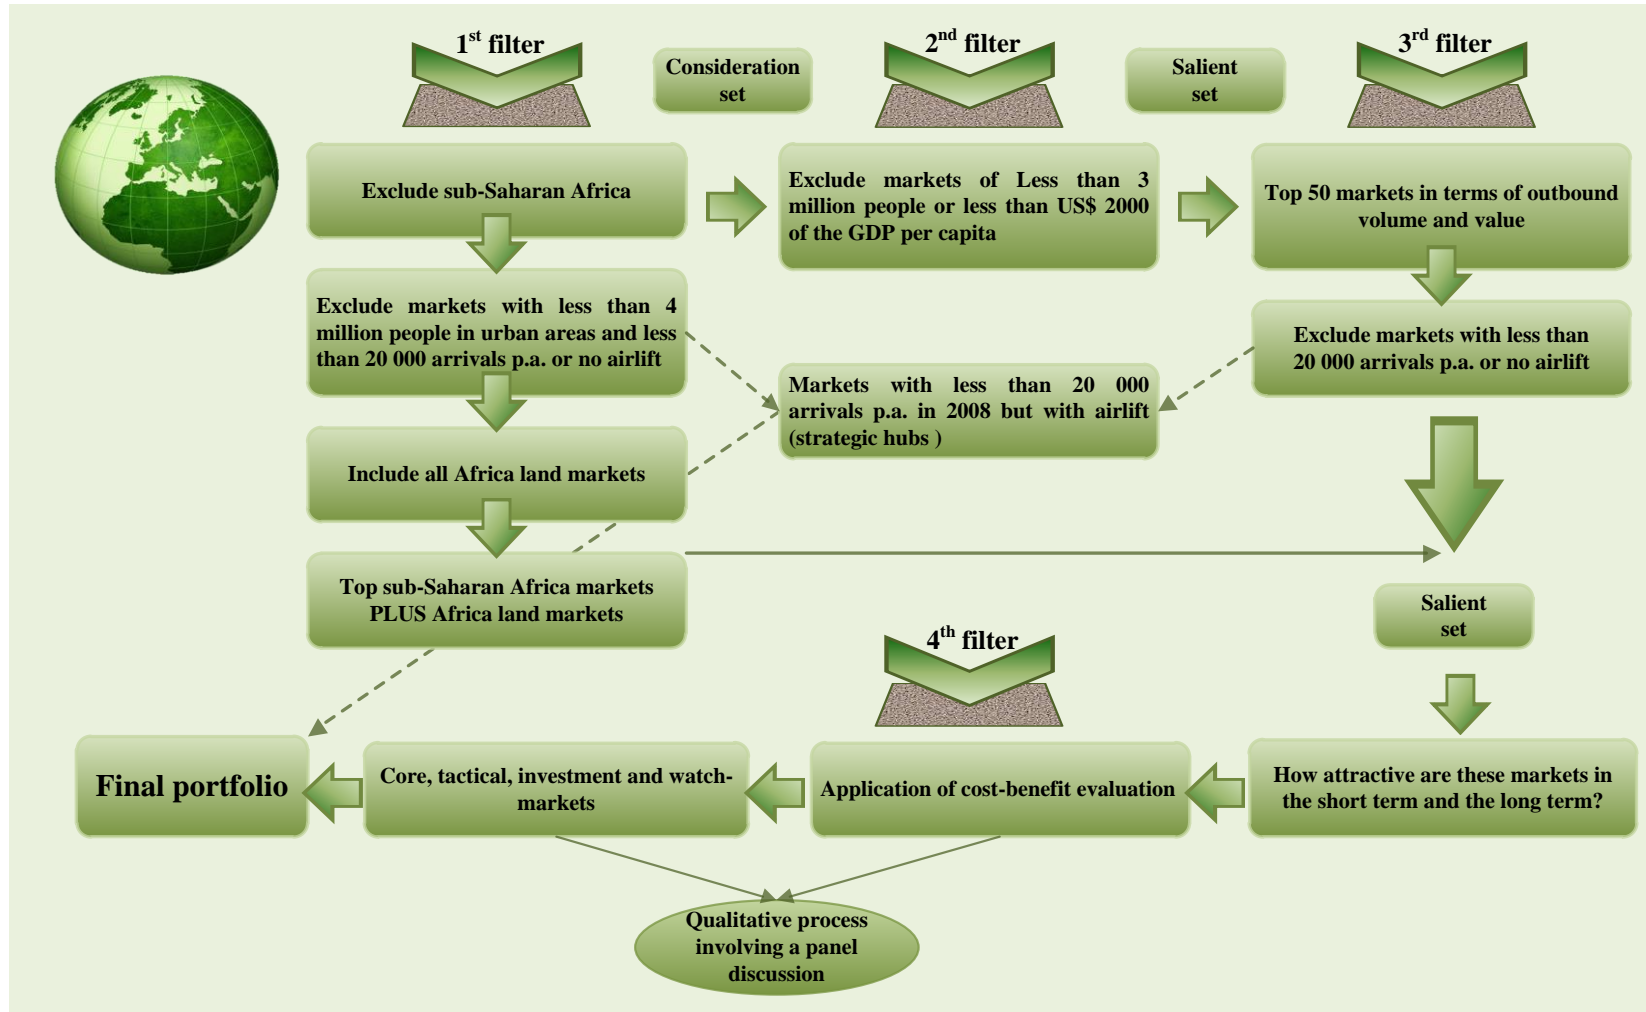 1st filter
Consideration
set
2nd filter
Salient
set
3rd filter
Exclude sub-Saharan Africa
Exclude markets of Less than 3
million people or less than US$ 2000
of the GDP per capita
Top 50 markets in terms of outbound
volume and value
Exclude markets with less than 4
million people in urban areas and less
than 20 000 arrivals p.a. or no airlift
Exclude markets with less than
20 000 arrivals p.a. or no airlift
Markets with less than 20 000
arrivals p.a. in 2008 but with airlift
(strategic hubs )
Include all Africa land markets
Top sub-Saharan Africa markets
PLUS Africa land markets
Salient
set
4th filter
Final portfolio
Core, tactical, investment and watch-
markets
Application of cost-benefit evaluation
How attractive are these markets in
the short term and the long term?
Qualitative process
involving a panel
discussion